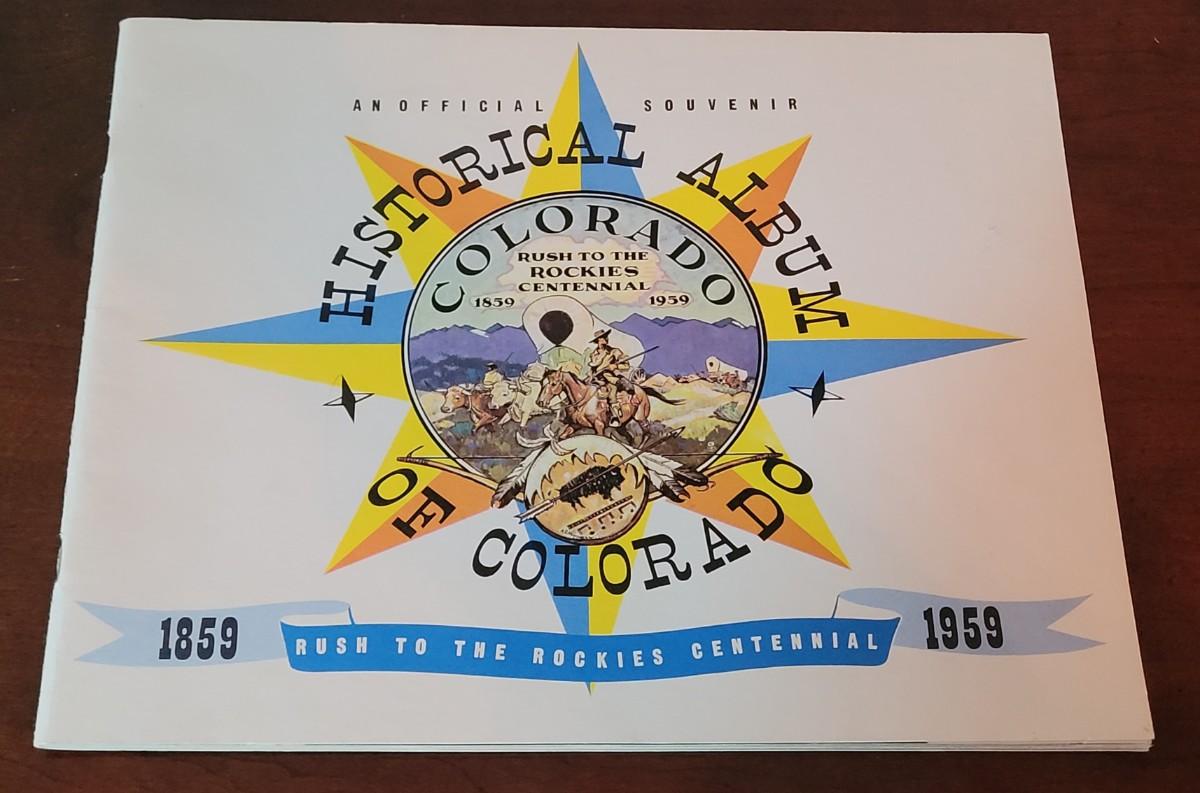 AN OFFICIAL SOUVENIR
HISTORICAL ALBUM
OF COLORADO
COLORADO
RUSH TO THE
ROCKIES
CENTENNIAL
1859 1959
1859 RUSH TO THE ROCKIES CENTENNIAL 1959